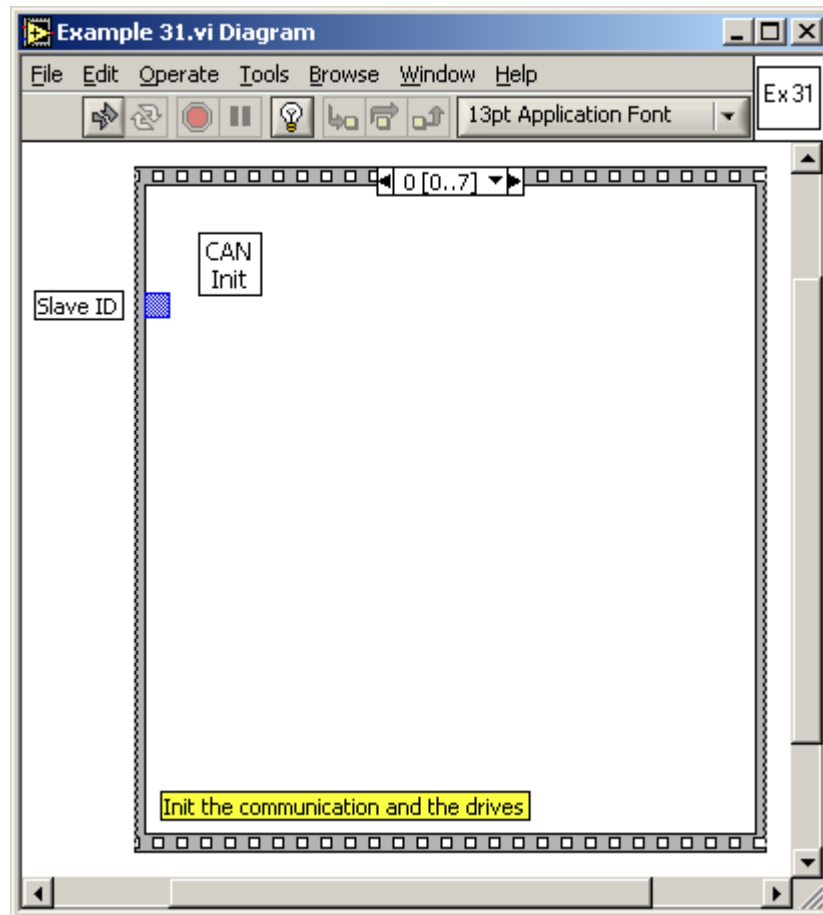 Example 31.vi Diagram
File Edit Operate Tools Browse Window Help
Ex 31
13pt Application Font
0 [0..7]
CAN
Init
Slave ID
Init the communication and the drives